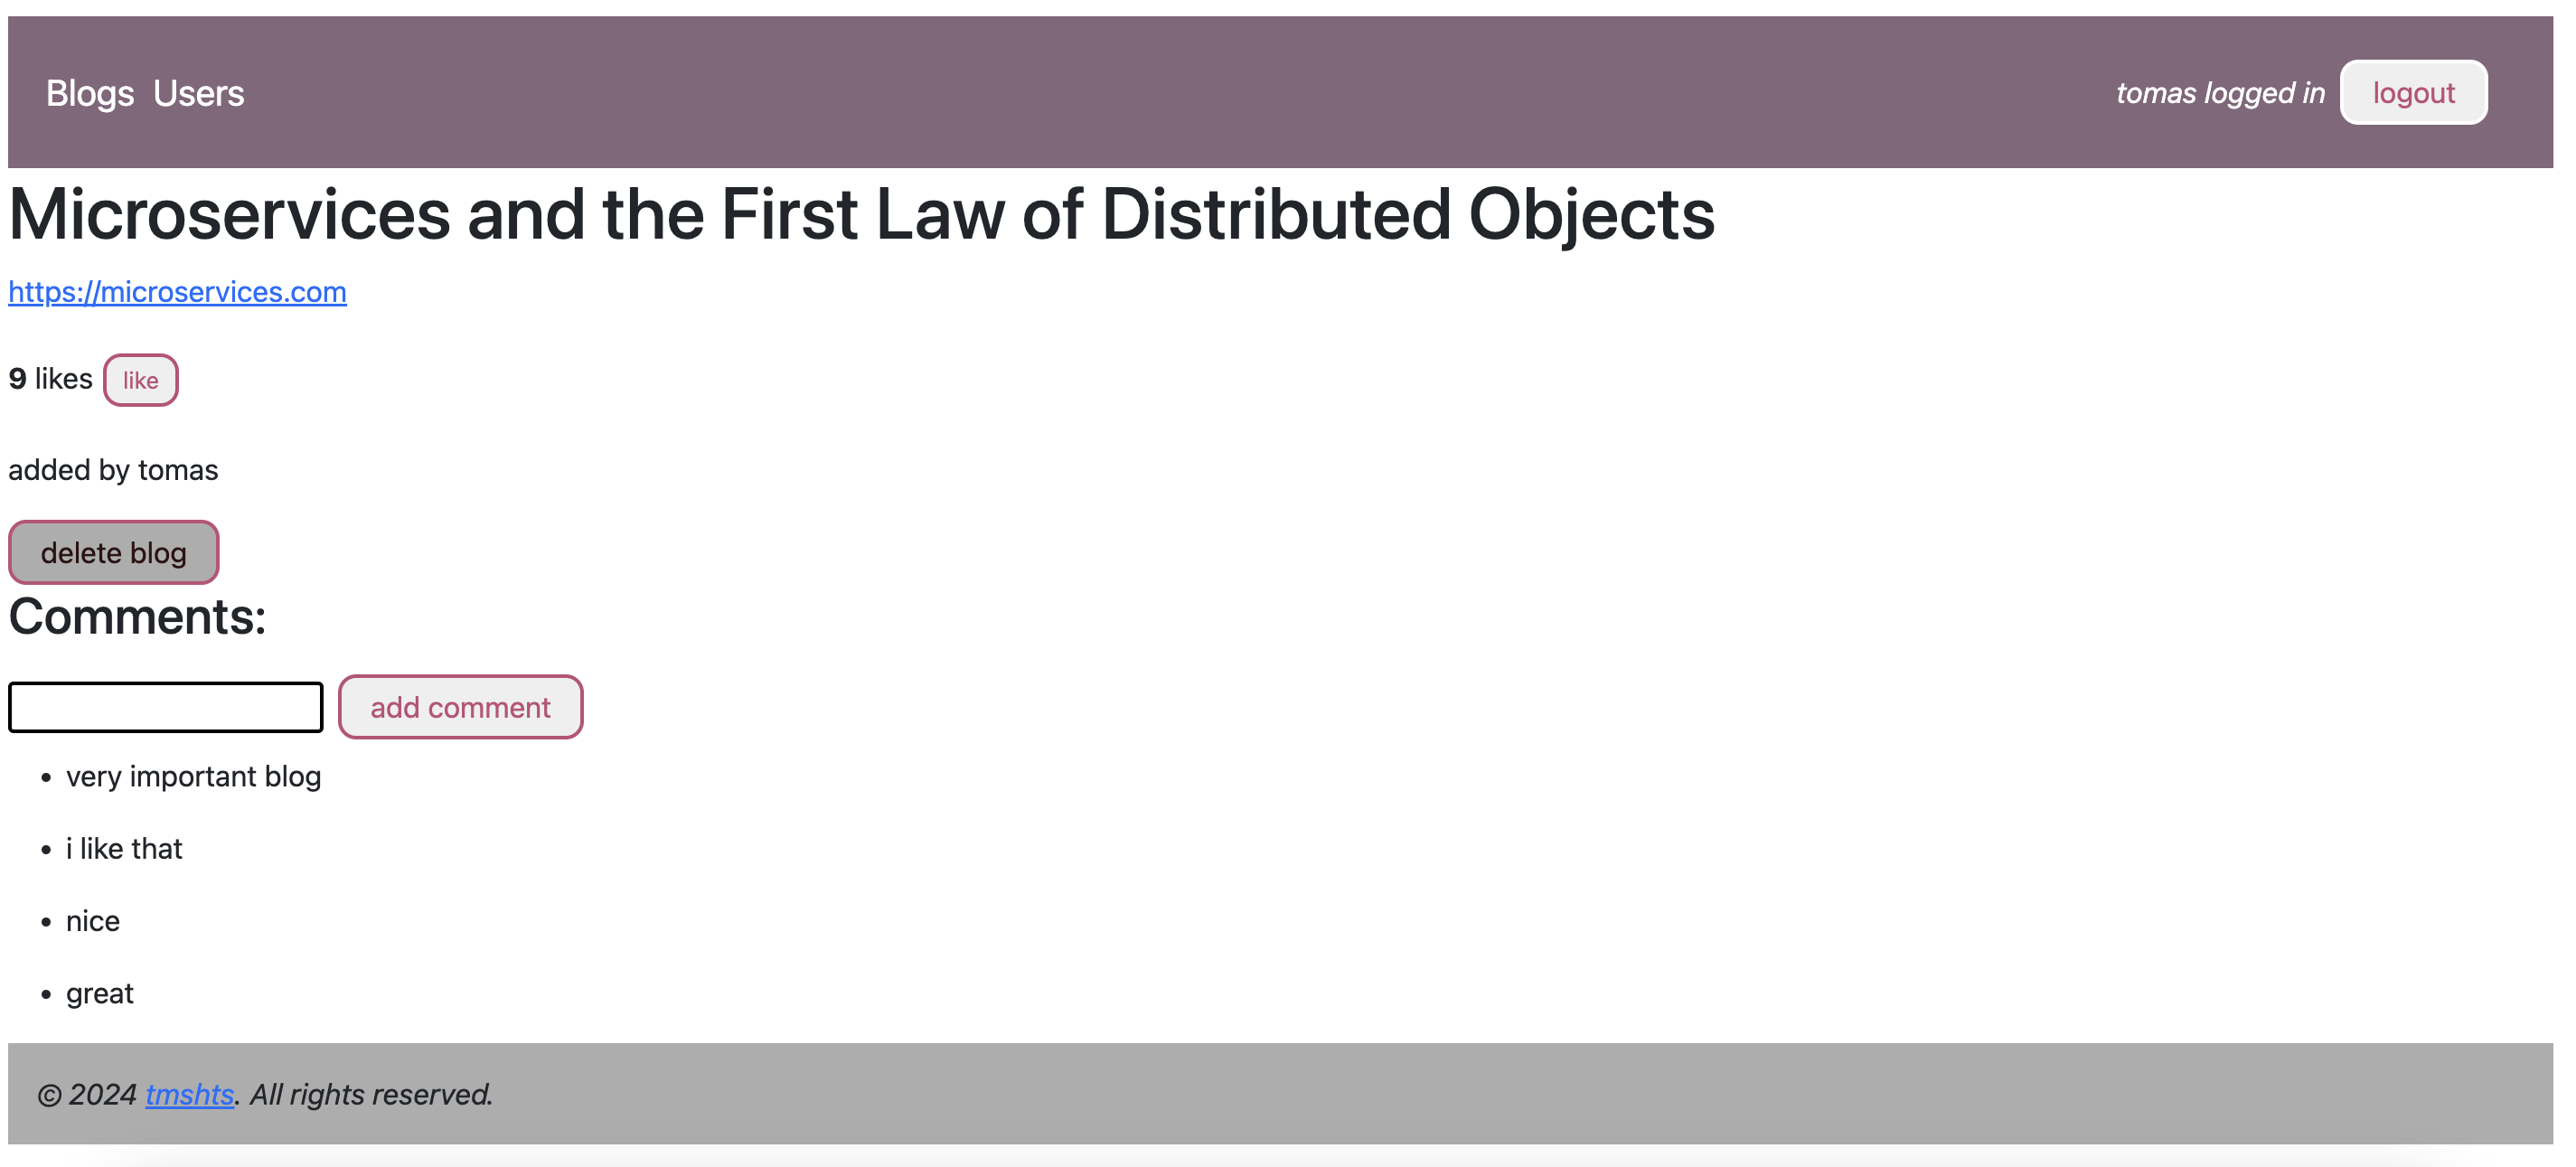 Blogs Users tomas logged in logout
Microservices and the First Law of Distributed Objects
https://microservices.com
9 likes like
added by tomas
delete blog
Comments:
add comment
• very important blog
• i like that
• nice
• great
© 2024 tmshts. All rights reserved.